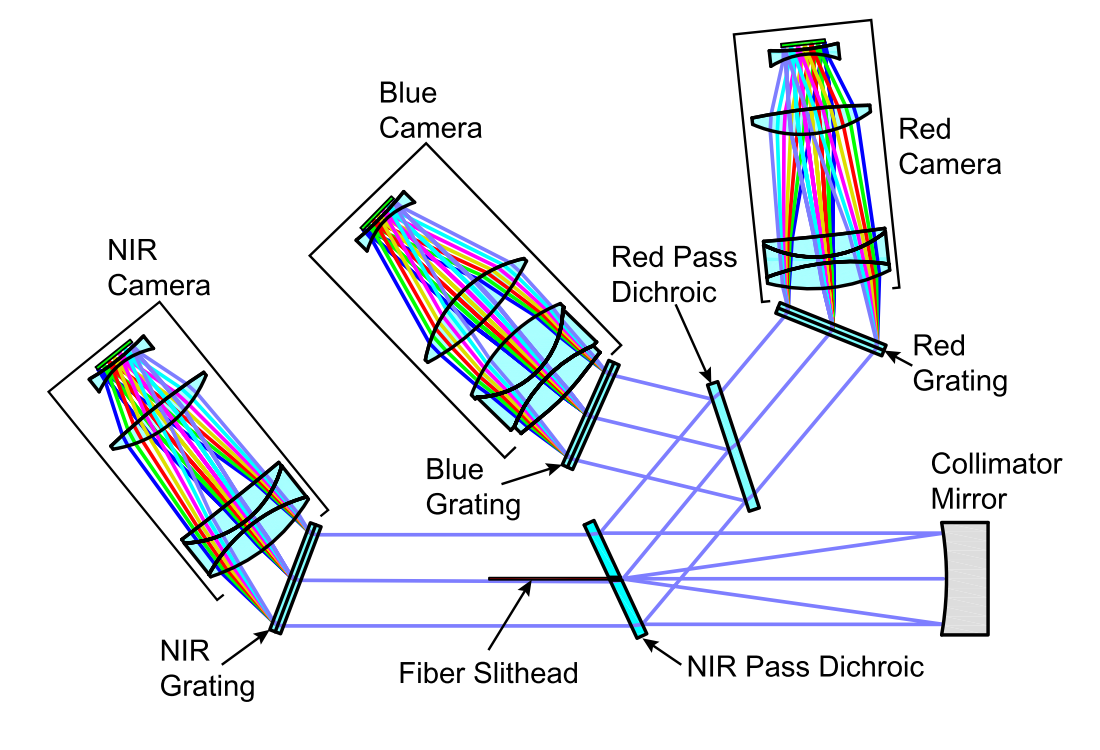 Blue
Camera
Red
Camera
NIR
Camera
Red Pass
Dichroic
Red
Grating
Blue
Grating
Collimator
Mirror
NIR
Grating
Fiber Slithead
NIR Pass Dichroic